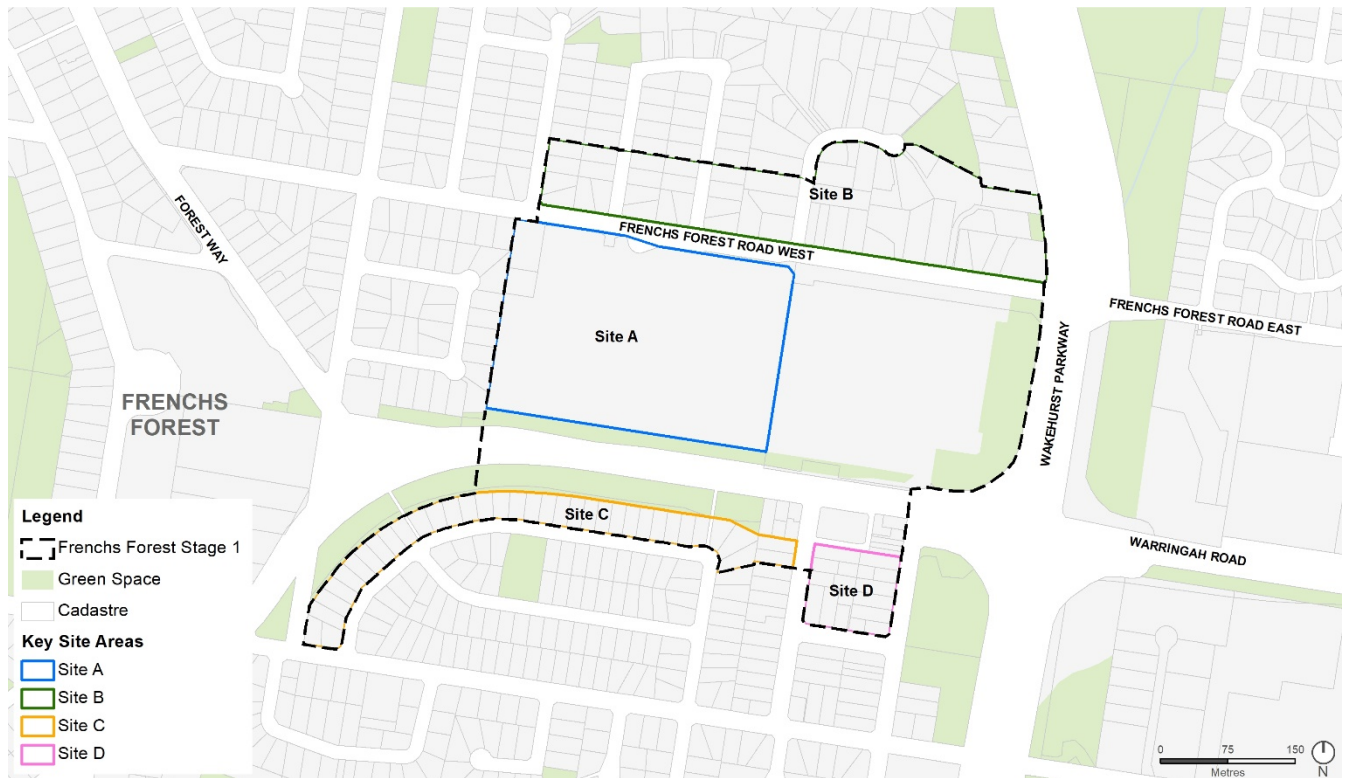 Site B
FOREST WAY
FRENCHS FOREST ROAD WEST
FRENCHS FOREST ROAD EAST
Site A
WAKEHURST PARKWAY
FRENCHS
FOREST
Site C
WARRINGAH ROAD
Site D
Legend
Frenchs Forest Stage 1
Green Space
Cadastre
Key Site Areas
Site A
Site B
Site C
Site D
0 75 150
Metres
N